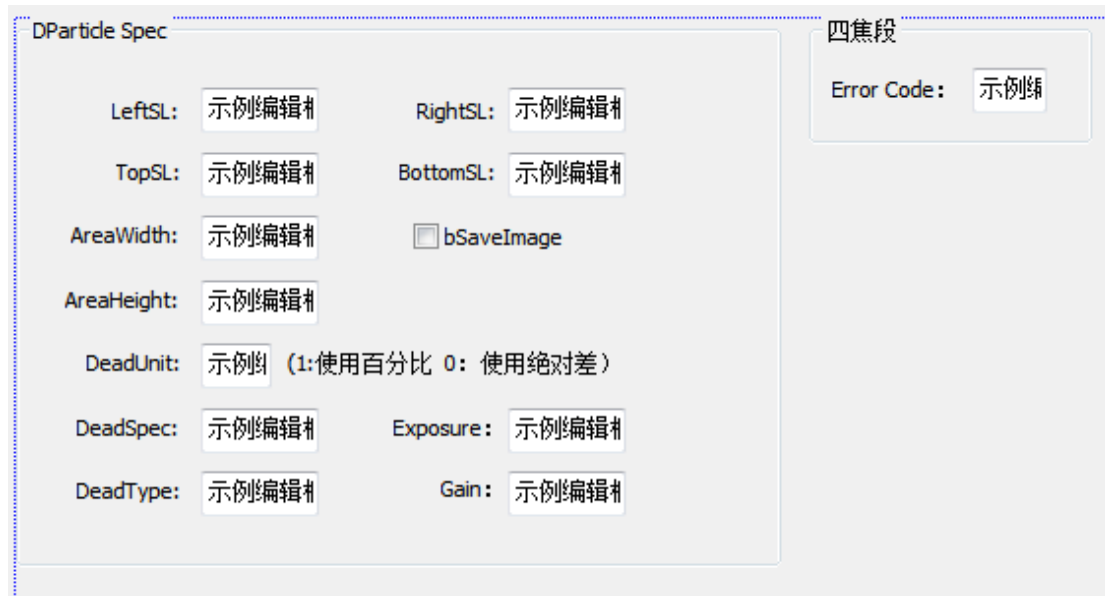 DParticle Spec
四焦段
Error Code： 示例编
LeftSL: 示例编辑 RightSL: 示例编辑
TopSL: 示例编辑 BottomSL: 示例编辑
AreaWidth: 示例编辑 bSaveImage
AreaHeight: 示例编辑
DeadUnit: 示例 (1:使用百分比 0：使用绝对差）
DeadSpec: 示例编辑 Exposure： 示例编辑
DeadType: 示例编辑 Gain： 示例编辑